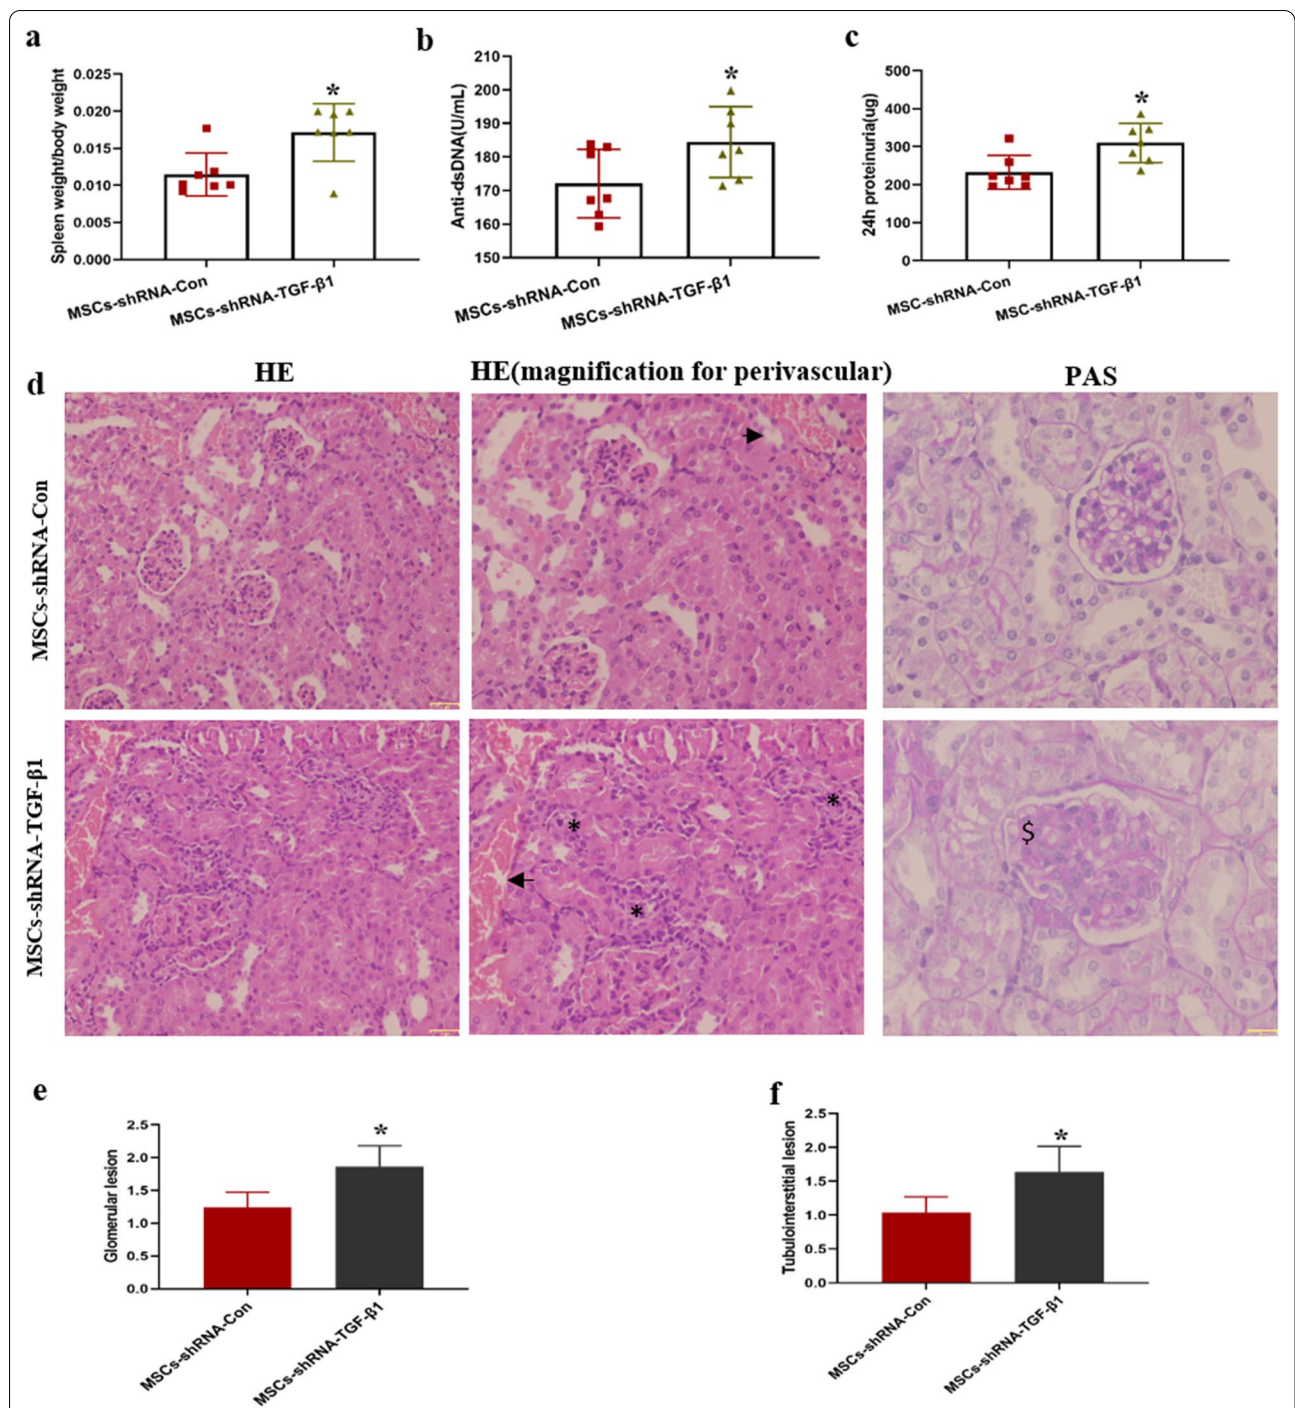 a
Spleen weight/body weight
0.025
0.020
0.015
0.010
0.005
0.000
*
MSCs-shRNA-Con
MSCs-shRNA-TGF-β1
b
Anti-dsDNA(U/mL)
210
200
190
180
170
160
150
*
MSCs-shRNA-Con
MSCs-shRNA-TGF-β1
c
24h proteinuria(ug)
500
400
300
200
100
0
*
MSC-shRNA-Con
MSC-shRNA-TGF-β1
d
HE
HE(magnification for perivascular)
PAS
MSCs-shRNA-Con
MSCs-shRNA-TGF-β1
*
*
*
$
e
Glomerular lesion
2.5
2.0
1.5
1.0
0.5
0.0
*
MSCs-shRNA-Con
MSCs-shRNA-TGF-β1
f
Tubulointerstitial lesion
2.5
2.0
1.5
1.0
0.5
0.0
*
MSCs-shRNA-Con
MSCs-shRNA-TGF-β1